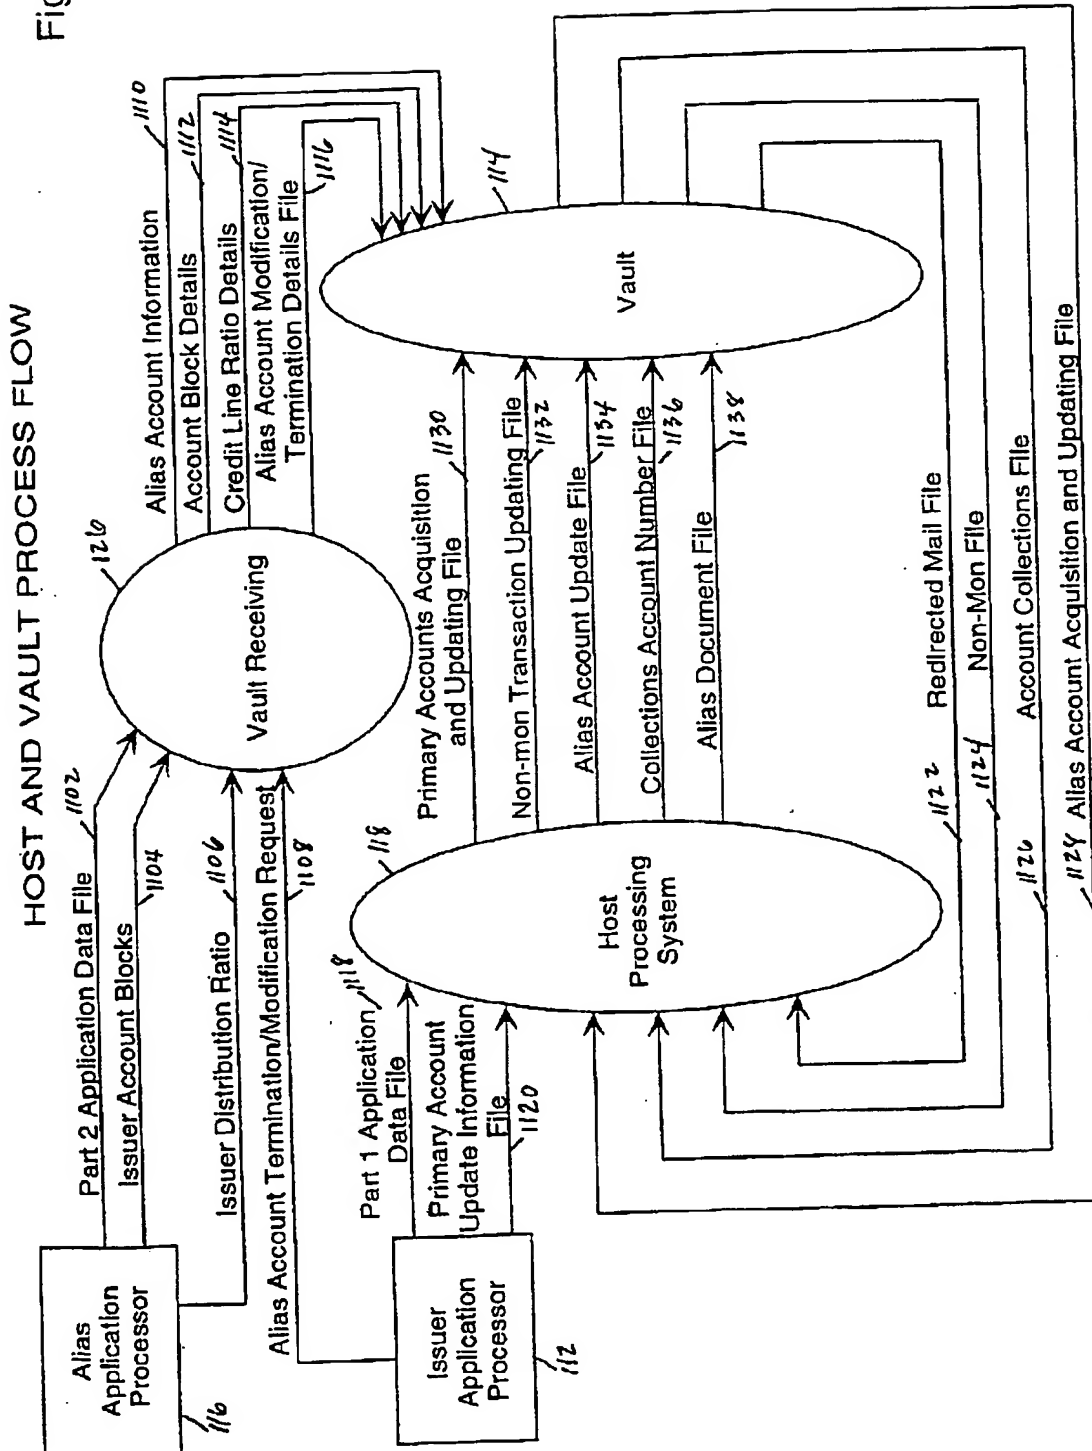 HOST AND VAULT PROCESS FLOW
Fig
Alias
Application
Processor
116
Part 2 Application Data File
1102
Issuer Account Blocks
1104
Issuer Distribution Ratio
1106
Alias Account Termination/Modification Request
1108
Vault Receiving
126
Alias Account Information
1110
Account Block Details
1112
Credit Line Ratio Details
1114
Alias Account Modification/
Termination Details File
1116
Issuer
Application
Processor
112
Part 1 Application
Data File
1118
Primary Account
Update Information
File
1120
Host
Processing
System
118
Primary Accounts Acquisition
and Updating File
1130
Non-mon Transaction Updating File
1132
Alias Account Update File
1134
Collections Account Number File
1136
Alias Document File
1138
Vault
114
Redirected Mail File
1122
Non-Mon File
1124
Account Collections File
1126
Alias Account Acquisition and Updating File
1128